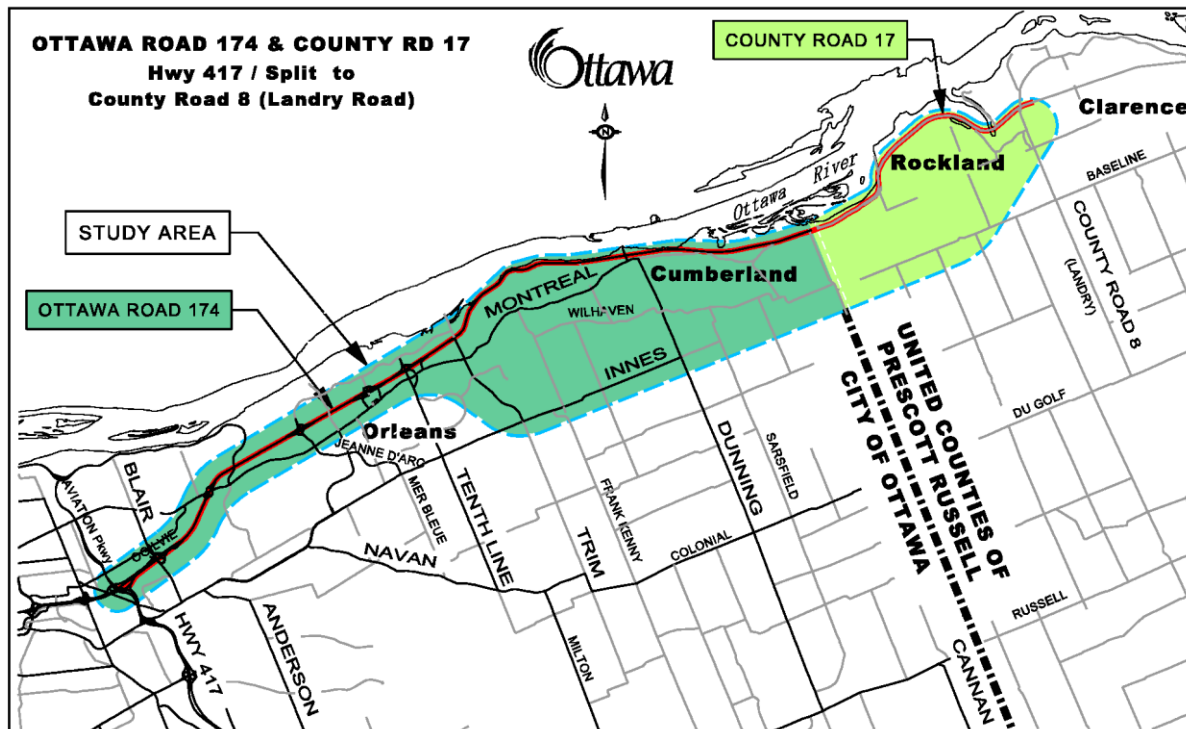 OTTAWA ROAD 174 & COUNTY RD 17
Hwy 417 / Split to
County Road 8 (Landry Road)
Ottawa
N
COUNTY ROAD 17
Clarence
Rockland
BASELINE
Ottawa River
STUDY AREA
COUNTY ROAD 8
(LANDRY)
MONTREAL
Cumberland
OTTAWA ROAD 174
WILHAVEN
INNES
UNITED COUNTIES OF
PRESCOTT RUSSELL
CITY OF OTTAWA
DU GOLF
Orleans
JEANNE D'ARC
BLAIR
AVIATION Pkwy
OGILVIE
MER BLEUE
TENTH LINE
FRANK KENNY
TRIM
DUNNING
SARSFIELD
NAVAN
COLONIAL
HWY 417
ANDERSON
MILTON
RUSSELL
CANNAN